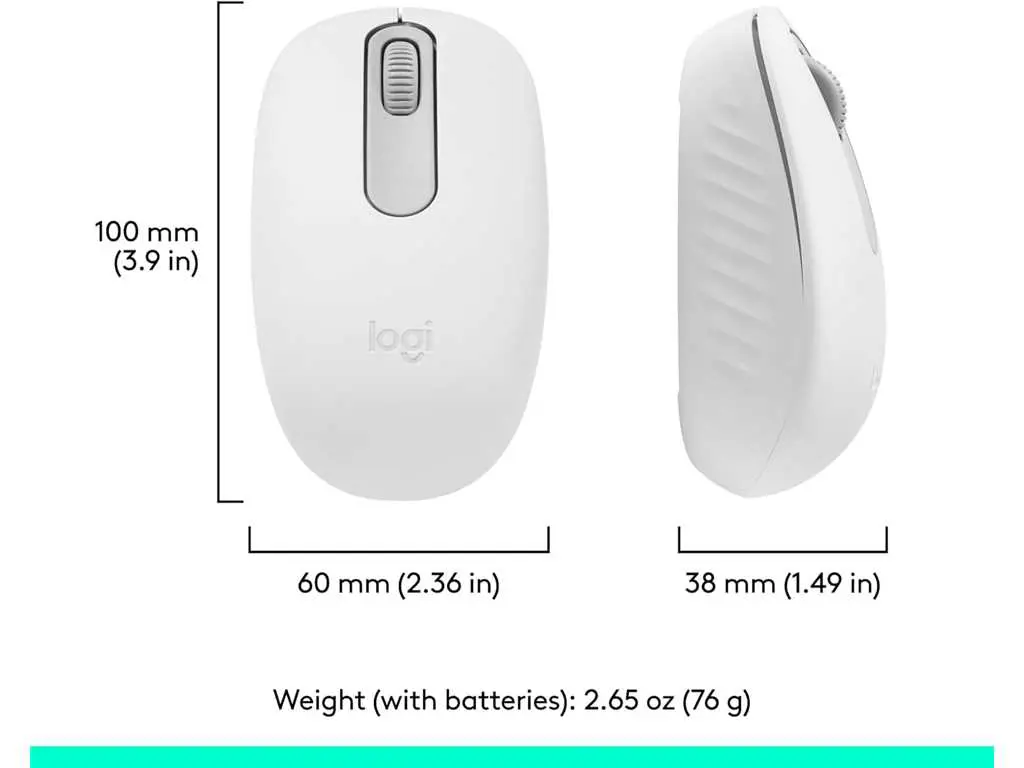 100 mm
(3.9 in)
logi
60 mm (2.36 in)
38 mm (1.49 in)
Weight (with batteries): 2.65 oz (76 g)